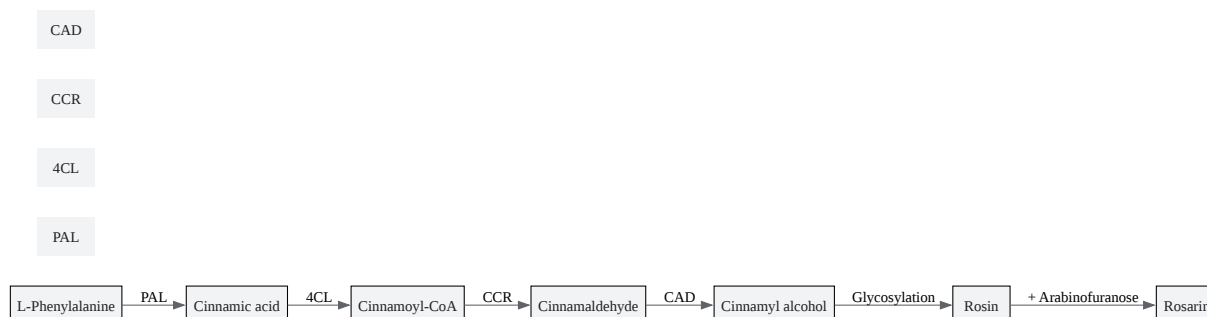 CAD
CCR
4CL
PAL
L-Phenylalanine PAL Cinnamic acid 4CL Cinnamoyl-CoA CCR Cinnamaldehyde CAD Cinnamyl alcohol Glycosylation Rosin + Arabinofuranose Rosarin